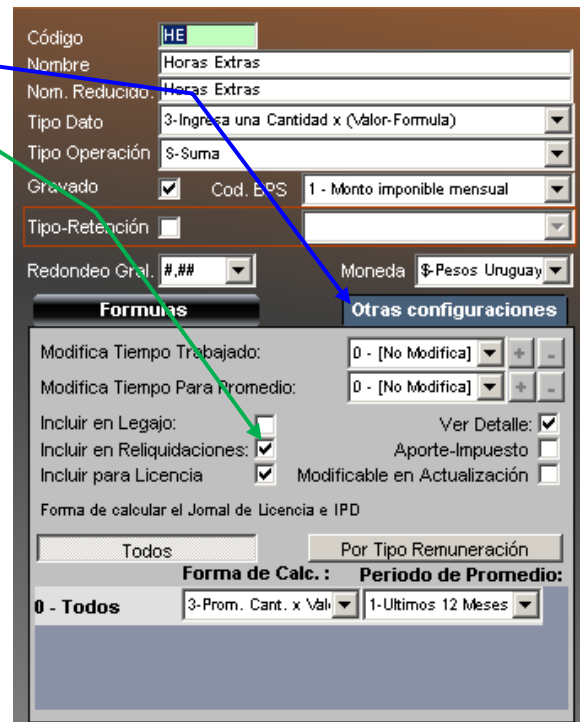 Código HE
Nombre Horas Extras
Nom. Reducido. Horas Extras
Tipo Dato 3-Ingresa una Cantidad x (Valor-Formula)
Tipo Operación S-Suma
Gravado Cod. BPS 1 - Monto imponible mensual
Tipo-Retención
Redondeo Gral. #,## Moneda $-Pesos Uruguay
Formulas Otras configuraciones
Modifica Tiempo Trabajado: 0 - [No Modifica] + -
Modifica Tiempo Para Promedio: 0 - [No Modifica] + -
Incluir en Legajo: Ver Detalle:
Incluir en Reliquidaciones: Aporte-Impuesto
Incluir para Licencia Modificable en Actualización
Forma de calcular el Jornal de Licencia e IPD
Todos Por Tipo Remuneración
Forma de Calc. : Periodo de Promedio:
0 - Todos 3-Prom. Cant. x Val 1-Ultimos 12 Meses